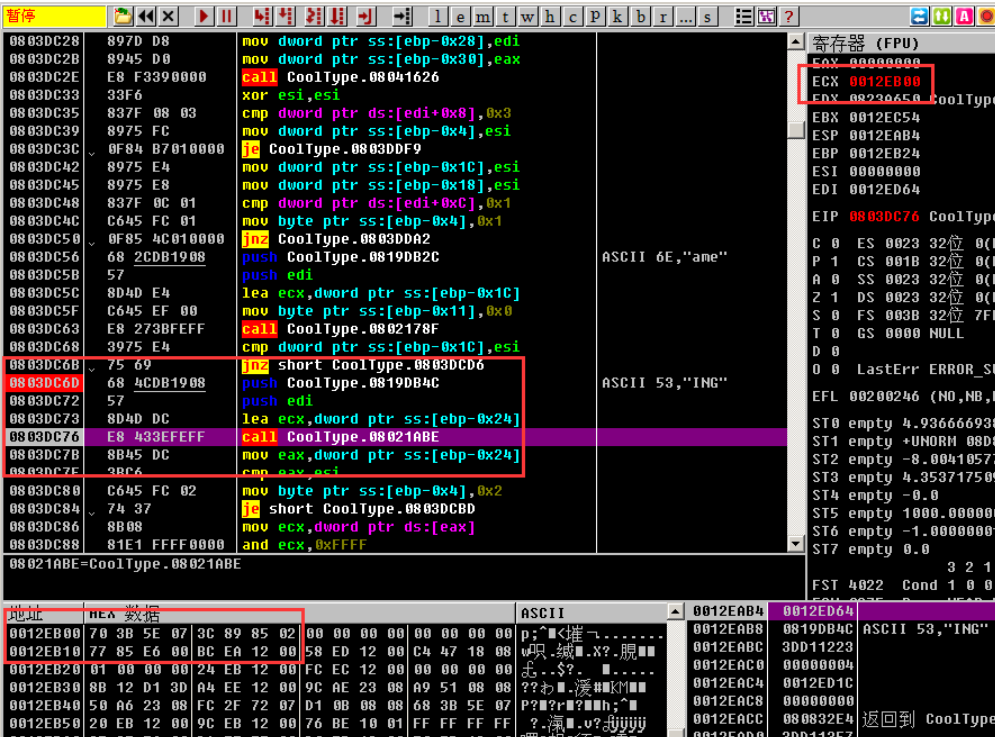 暂停
l e m t w h c P k b r ... s
?
0803DC28 897D D8 mov dword ptr ss:[ebp-0x28],edi
0803DC2B 8945 D0 mov dword ptr ss:[ebp-0x30],eax
0803DC2E E8 F3390000 call CoolType.08041626
0803DC33 33F6 xor esi,esi
0803DC35 837F 08 03 cmp dword ptr ds:[edi+0x8],0x3
0803DC39 8975 FC mov dword ptr ss:[ebp-0x4],esi
0803DC3C 0F84 B7010000 je CoolType.0803DDF9
0803DC42 8975 E4 mov dword ptr ss:[ebp-0x1C],esi
0803DC45 8975 E8 mov dword ptr ss:[ebp-0x18],esi
0803DC48 837F 0C 01 cmp dword ptr ds:[edi+0xC],0x1
0803DC4C C645 FC 01 mov byte ptr ss:[ebp-0x4],0x1
0803DC50 0F85 4C010000 jnz CoolType.0803DDA2
0803DC56 68 2CDB1908 push CoolType.0819DB2C ASCII 6E,"ame"
0803DC5B 57 push edi
0803DC5C 8D4D E4 lea ecx,dword ptr ss:[ebp-0x1C]
0803DC5F C645 EF 00 mov byte ptr ss:[ebp-0x11],0x0
0803DC63 E8 273BFEFF call CoolType.0802178F
0803DC68 3975 E4 cmp dword ptr ss:[ebp-0x1C],esi
0803DC6B 75 69 jnz short CoolType.0803DCD6
0803DC6D 68 4CDB1908 push CoolType.0819DB4C ASCII 53,"ING"
0803DC72 57 push edi
0803DC73 8D4D DC lea ecx,dword ptr ss:[ebp-0x24]
0803DC76 E8 433EFEFF call CoolType.08021ABE
0803DC7B 8B45 DC mov eax,dword ptr ss:[ebp-0x24]
0803DC7E 3BC6 cmp eax,esi
0803DC80 C645 FC 02 mov byte ptr ss:[ebp-0x4],0x2
0803DC84 74 37 je short CoolType.0803DCBD
0803DC86 8B08 mov ecx,dword ptr ds:[eax]
0803DC88 81E1 FFFF0000 and ecx,0xFFFF
08021ABE=CoolType.08021ABE
寄存器 (FPU)
EAX 00000000
ECX 0012EB00
EDX 0823A650 CoolType
EBX 0012EC54
ESP 0012EAB4
EBP 0012EB24
ESI 00000000
EDI 0012ED64
EIP 0803DC76 CoolType
C 0 ES 0023 32位 0(
P 1 CS 001B 32位 0(
A 0 SS 0023 32位 0(
Z 1 DS 0023 32位 0(
S 0 FS 003B 32位 7F
T 0 GS 0000 NULL
D 0
O 0 LastErr ERROR_SU
EFL 00200246 (NO,NB,
ST0 empty 4.936666938
ST1 empty +UNORM 08D8
ST2 empty -8.00410577
ST3 empty 4.353717509
ST4 empty -0.0
ST5 empty 1000.000000
ST6 empty -1.0000000
ST7 empty 0.0
3 2 1
FST 4022 Cond 1 0 0
地址 HEX 数据 ASCII
0012EB00 70 3B 5E 07 3C 89 85 02 00 00 00 00 00 00 00 00
0012EB10 77 85 E6 00 BC EA 12 00 58 ED 12 00 C4 47 18 08
0012EB20 01 00 00 00 24 EB 12 00 FC EC 12 00 00 00 00 00
0012EB30 8B 12 D1 3D A4 EE 12 00 9C AE 23 08 A9 51 08 08
0012EB40 50 A6 23 08 FC 2F 72 07 D1 0B 08 08 68 3B 5E 07
0012EB50 20 EB 12 00 9C EB 12 00 76 BE 10 01 FF FF FF FF
0012EAB4 0012ED64
0012EAB8 0819DB4C ASCII 53,"ING"
0012EABC 3DD11223
0012EAC0 00000004
0012EAC4 0012ED1C
0012EAC8 00000000
0012EACC 080832E4 返回到 CoolType